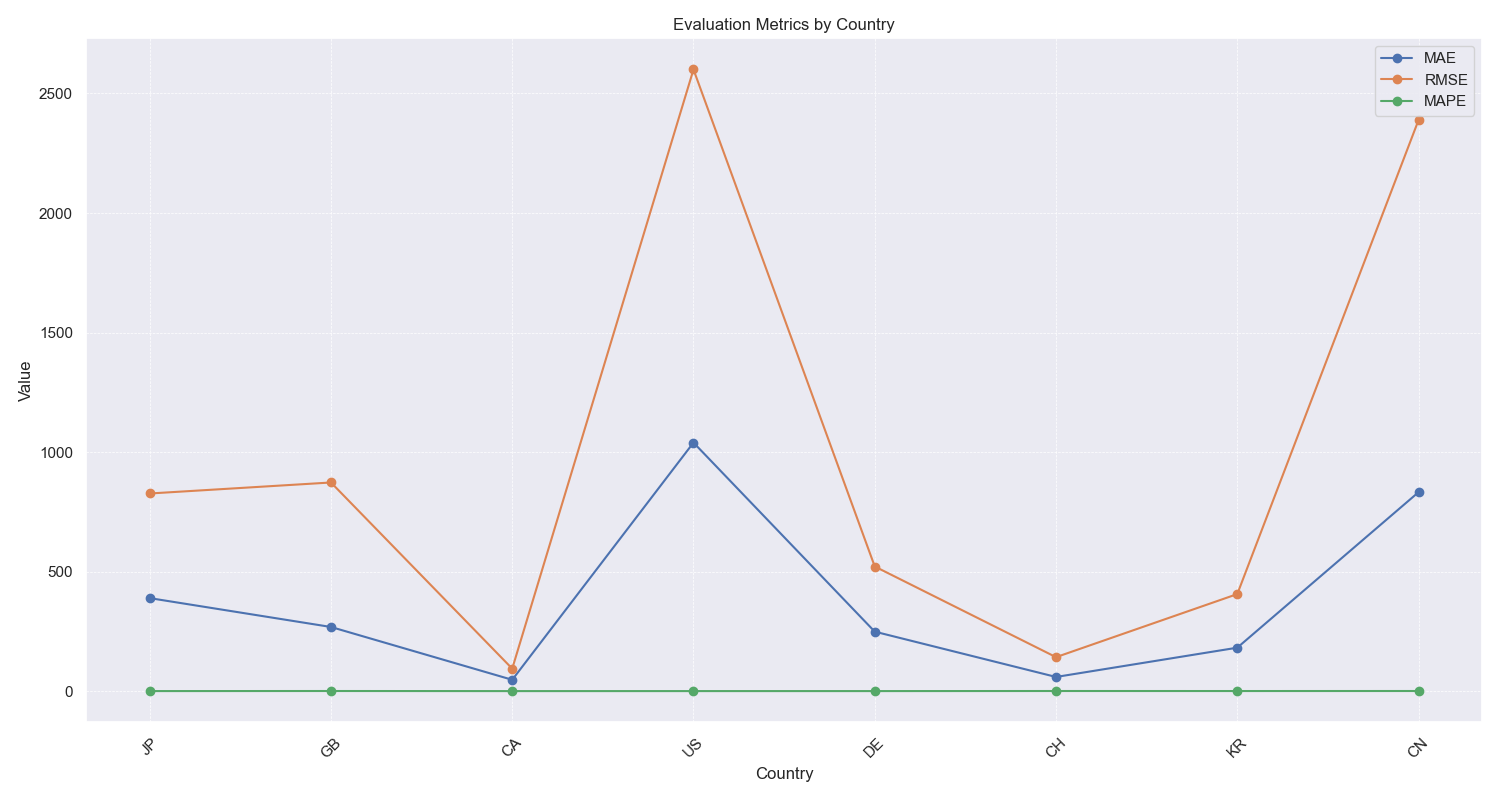 Evaluation Metrics by Country
MAE
RMSE
MAPE
2500
2000
1500
1000
500
0
Value
JP
GB
CA
US
DE
CH
KR
CN
Country